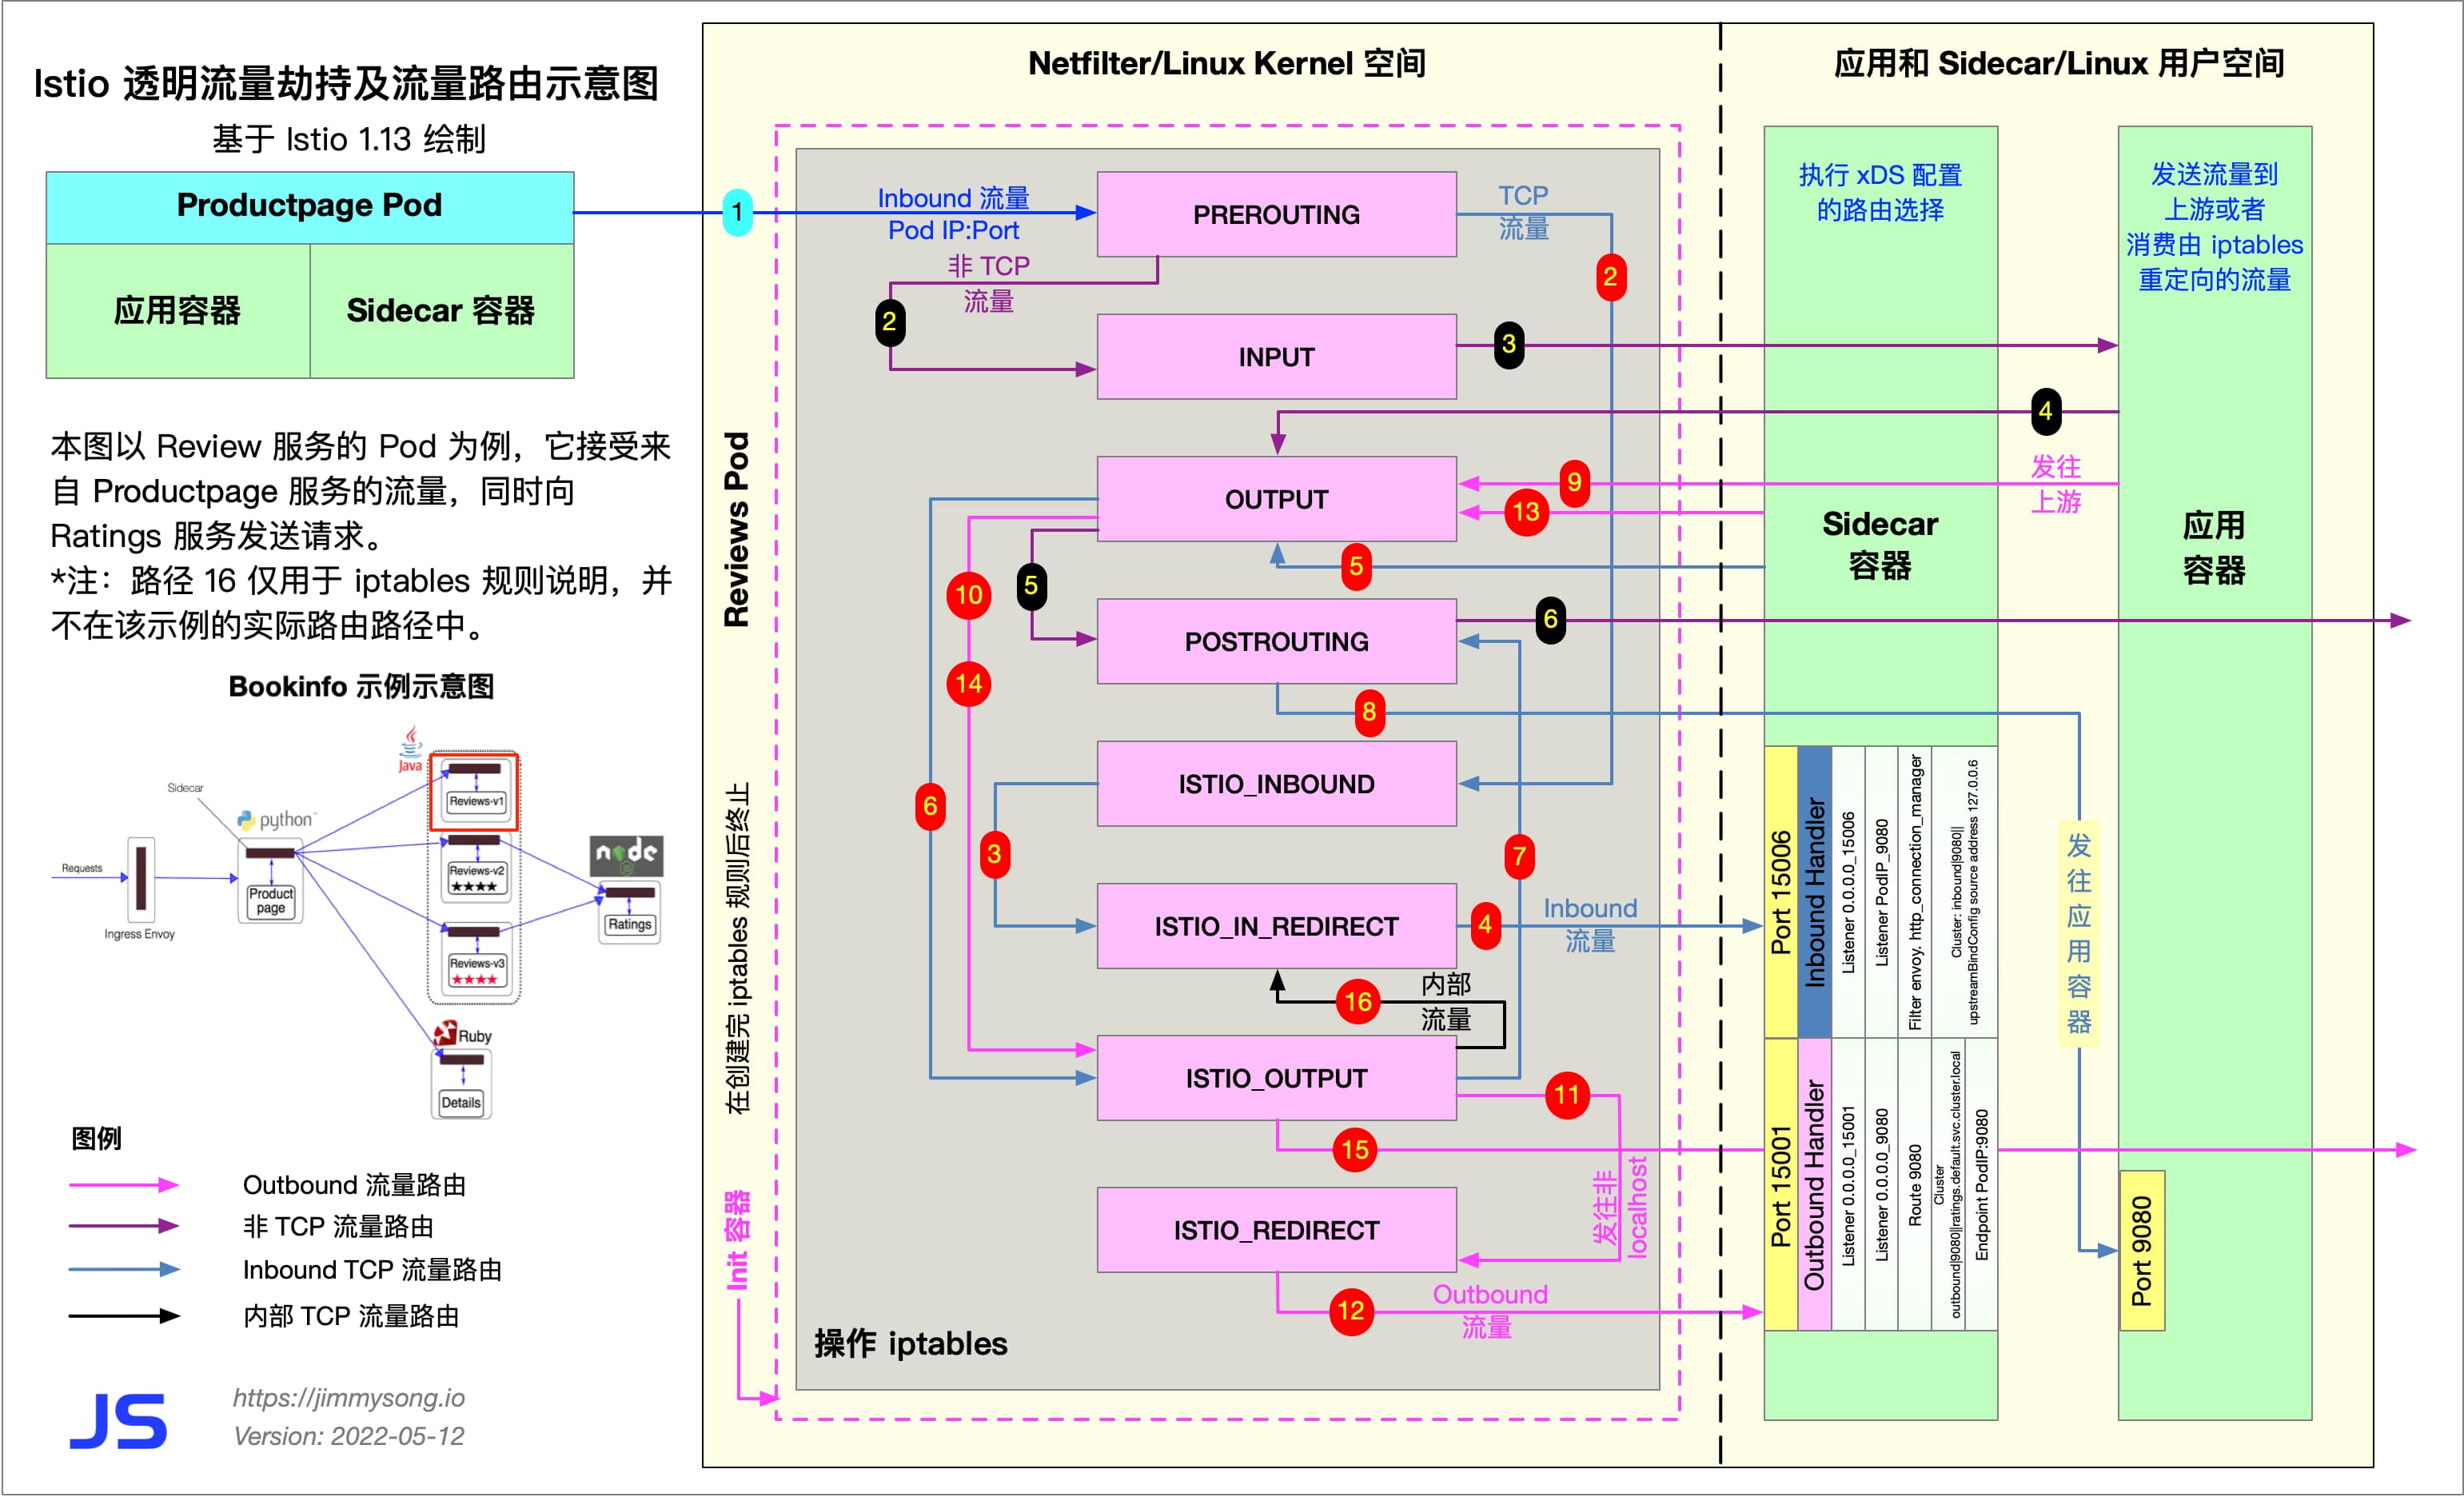 Istio 透明流量劫持及流量路由示意图
基于 Istio 1.13 绘制
Productpage Pod
应用容器
Sidecar 容器
本图以 Review 服务的 Pod 为例，它接受来
自 Productpage 服务的流量，同时向
Ratings 服务发送请求。
*注：路径 16 仅用于 iptables 规则说明，并
不在该示例的实际路由路径中。
Bookinfo 示例示意图
Java
Sidecar
python
Reviews-v1
Requests
Product
page
Reviews-v2
★★★★
node
Ratings
Ingress Envoy
Reviews-v3
★★★★
Ruby
Details
图例
Outbound 流量路由
非 TCP 流量路由
Inbound TCP 流量路由
内部 TCP 流量路由
JS
https://jimmysong.io
Version: 2022-05-12
Netfilter/Linux Kernel 空间
应用和 Sidecar/Linux 用户空间
Reviews Pod
在创建完 iptables 规则后终止
Init 容器
1
Inbound 流量
Pod IP:Port
PREROUTING
TCP
流量
2
非 TCP
流量
2
INPUT
3
4
OUTPUT
9
13
发往
上游
5
10
5
POSTROUTING
6
14
8
ISTIO_INBOUND
6
3
7
ISTIO_IN_REDIRECT
4
Inbound
流量
16
内部
流量
ISTIO_OUTPUT
11
15
发往非
localhost
ISTIO_REDIRECT
12
Outbound
流量
操作 iptables
执行 xDS 配置
的路由选择
Sidecar
容器
Port 15006
Inbound Handler
Listener 0.0.0.0_15006
Listener PodIP_9080
Filter envoy. http_connection_manager
Cluster: inbound|9080||
upstreamBindConfig source address 127.0.0.6
Port 15001
Outbound Handler
Listener 0.0.0.0_15001
Listener 0.0.0.0_9080
Route 9080
Cluster
outbound|9080||ratings.default.svc.cluster.local
Endpoint PodIP:9080
发往应用容器
发送流量到
上游或者
消费由 iptables
重定向的流量
应用
容器
Port 9080